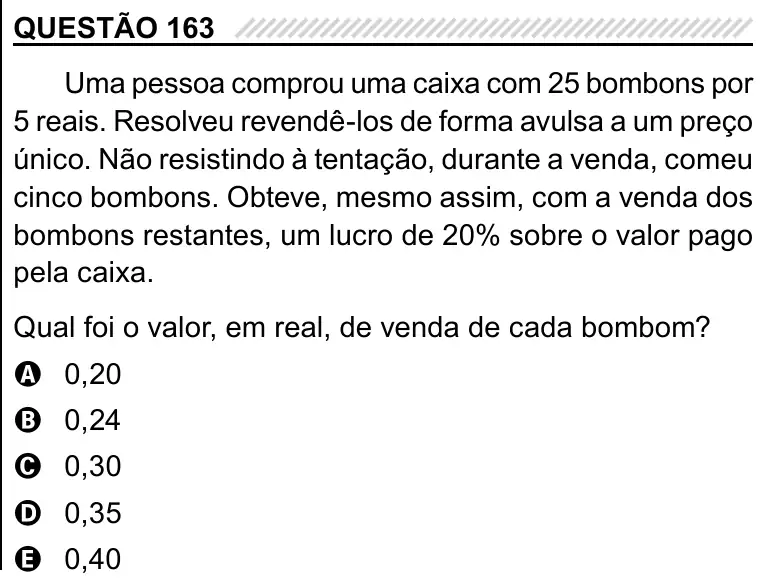 QUESTÃO 163
Uma pessoa comprou uma caixa com 25 bombons por
5 reais. Resolveu revendê-los de forma avulsa a um preço
único. Não resistindo à tentação, durante a venda, comeu
cinco bombons. Obteve, mesmo assim, com a venda dos
bombons restantes, um lucro de 20% sobre o valor pago
pela caixa.
Qual foi o valor, em real, de venda de cada bombom?
A 0,20
B 0,24
C 0,30
D 0,35
E 0,40